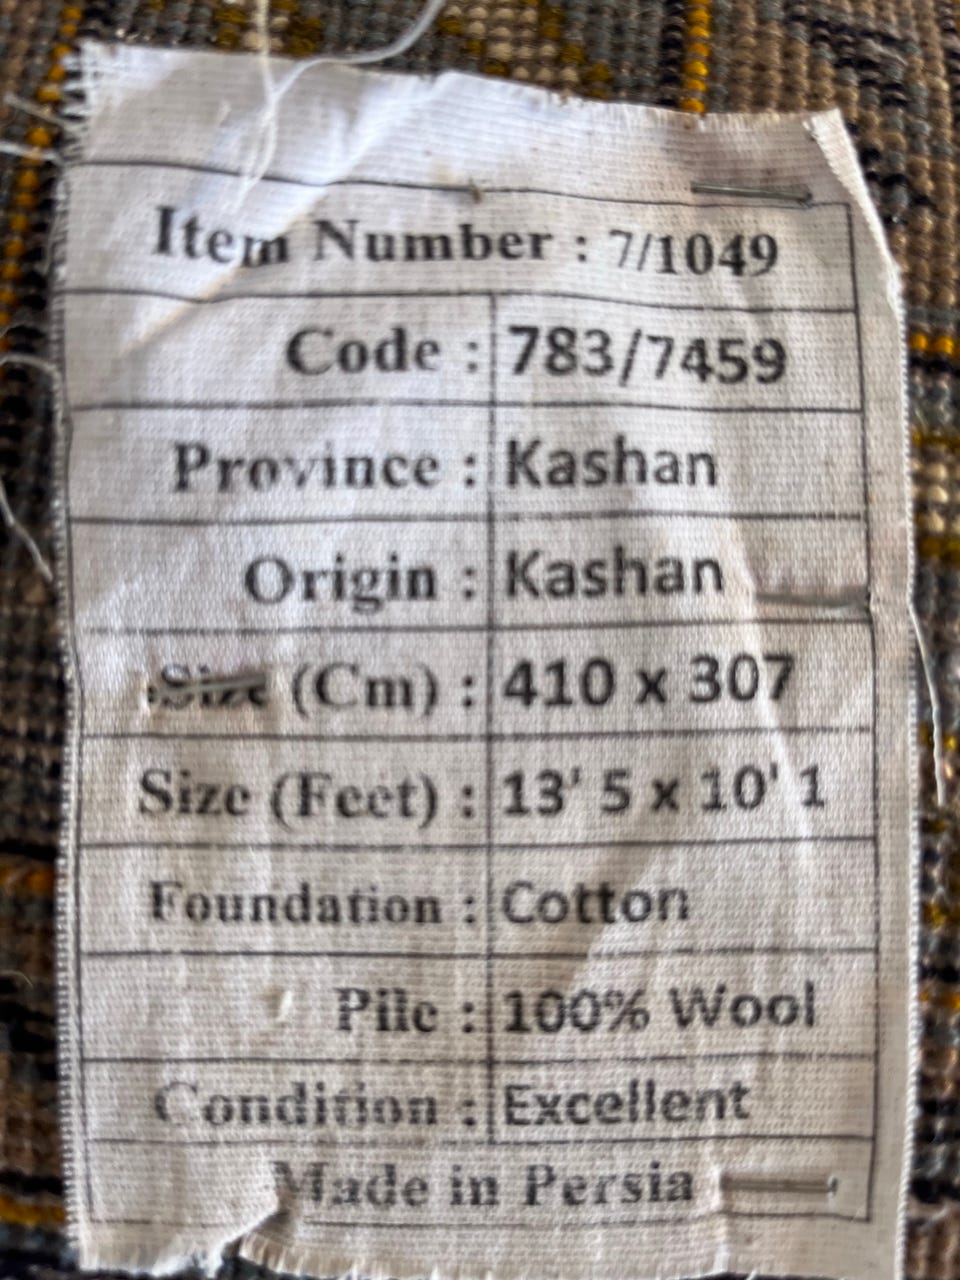 Item Number : 7/1049
Code : 783/7459
Province : Kashan
Origin : Kashan
Size (Cm) : 410 x 307
Size (Feet) : 13' 5 x 10' 1
Foundation : Cotton
Pile : 100% Wool
Condition : Excellent
Made in Persia